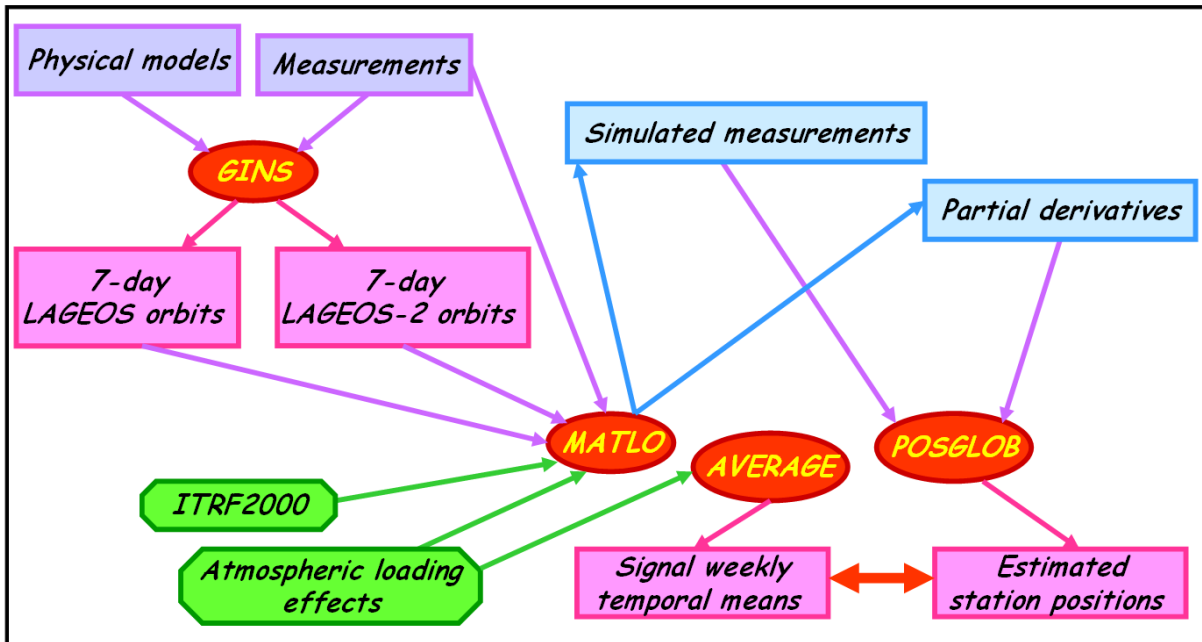 Physical models
Measurements
Simulated measurements
GINS
Partial derivatives
7-day
LAGEOS orbits
7-day
LAGEOS-2 orbits
MATLO
AVERAGE
POSGLOB
ITRF2000
Atmospheric loading
effects
Signal weekly
temporal means
Estimated
station positions